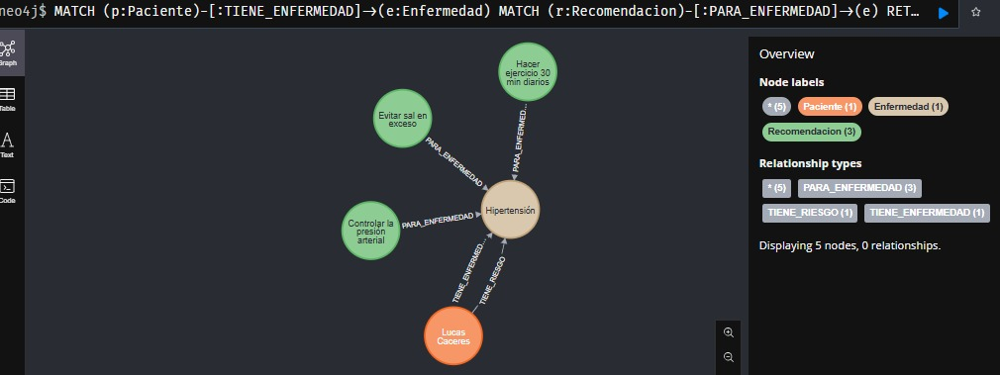 neo4j$ MATCH (p:Paciente)-[:TIENE_ENFERMEDAD]→(e:Enfermedad) MATCH (r:Recomendacion)-[:PARA_ENFERMEDAD]→(e) RET…
Graph
Table
Text
Code
Hacer
ejercicio 30
min diarios
Evitar sal en
exceso
Controlar la
presión
arterial
Hipertensión
Lucas
Caceres
PARA_ENFERMED...
PARA_ENFERMEDAD
PARA_ENFERMEDAD
TIENE_ENFERMED...
TIENE_RIESGO
Overview
Node labels
* (5) Paciente (1) Enfermedad (1)
Recomendacion (3)
Relationship types
* (5) PARA_ENFERMEDAD (3)
TIENE_RIESGO (1) TIENE_ENFERMEDAD (1)
Displaying 5 nodes, 0 relationships.